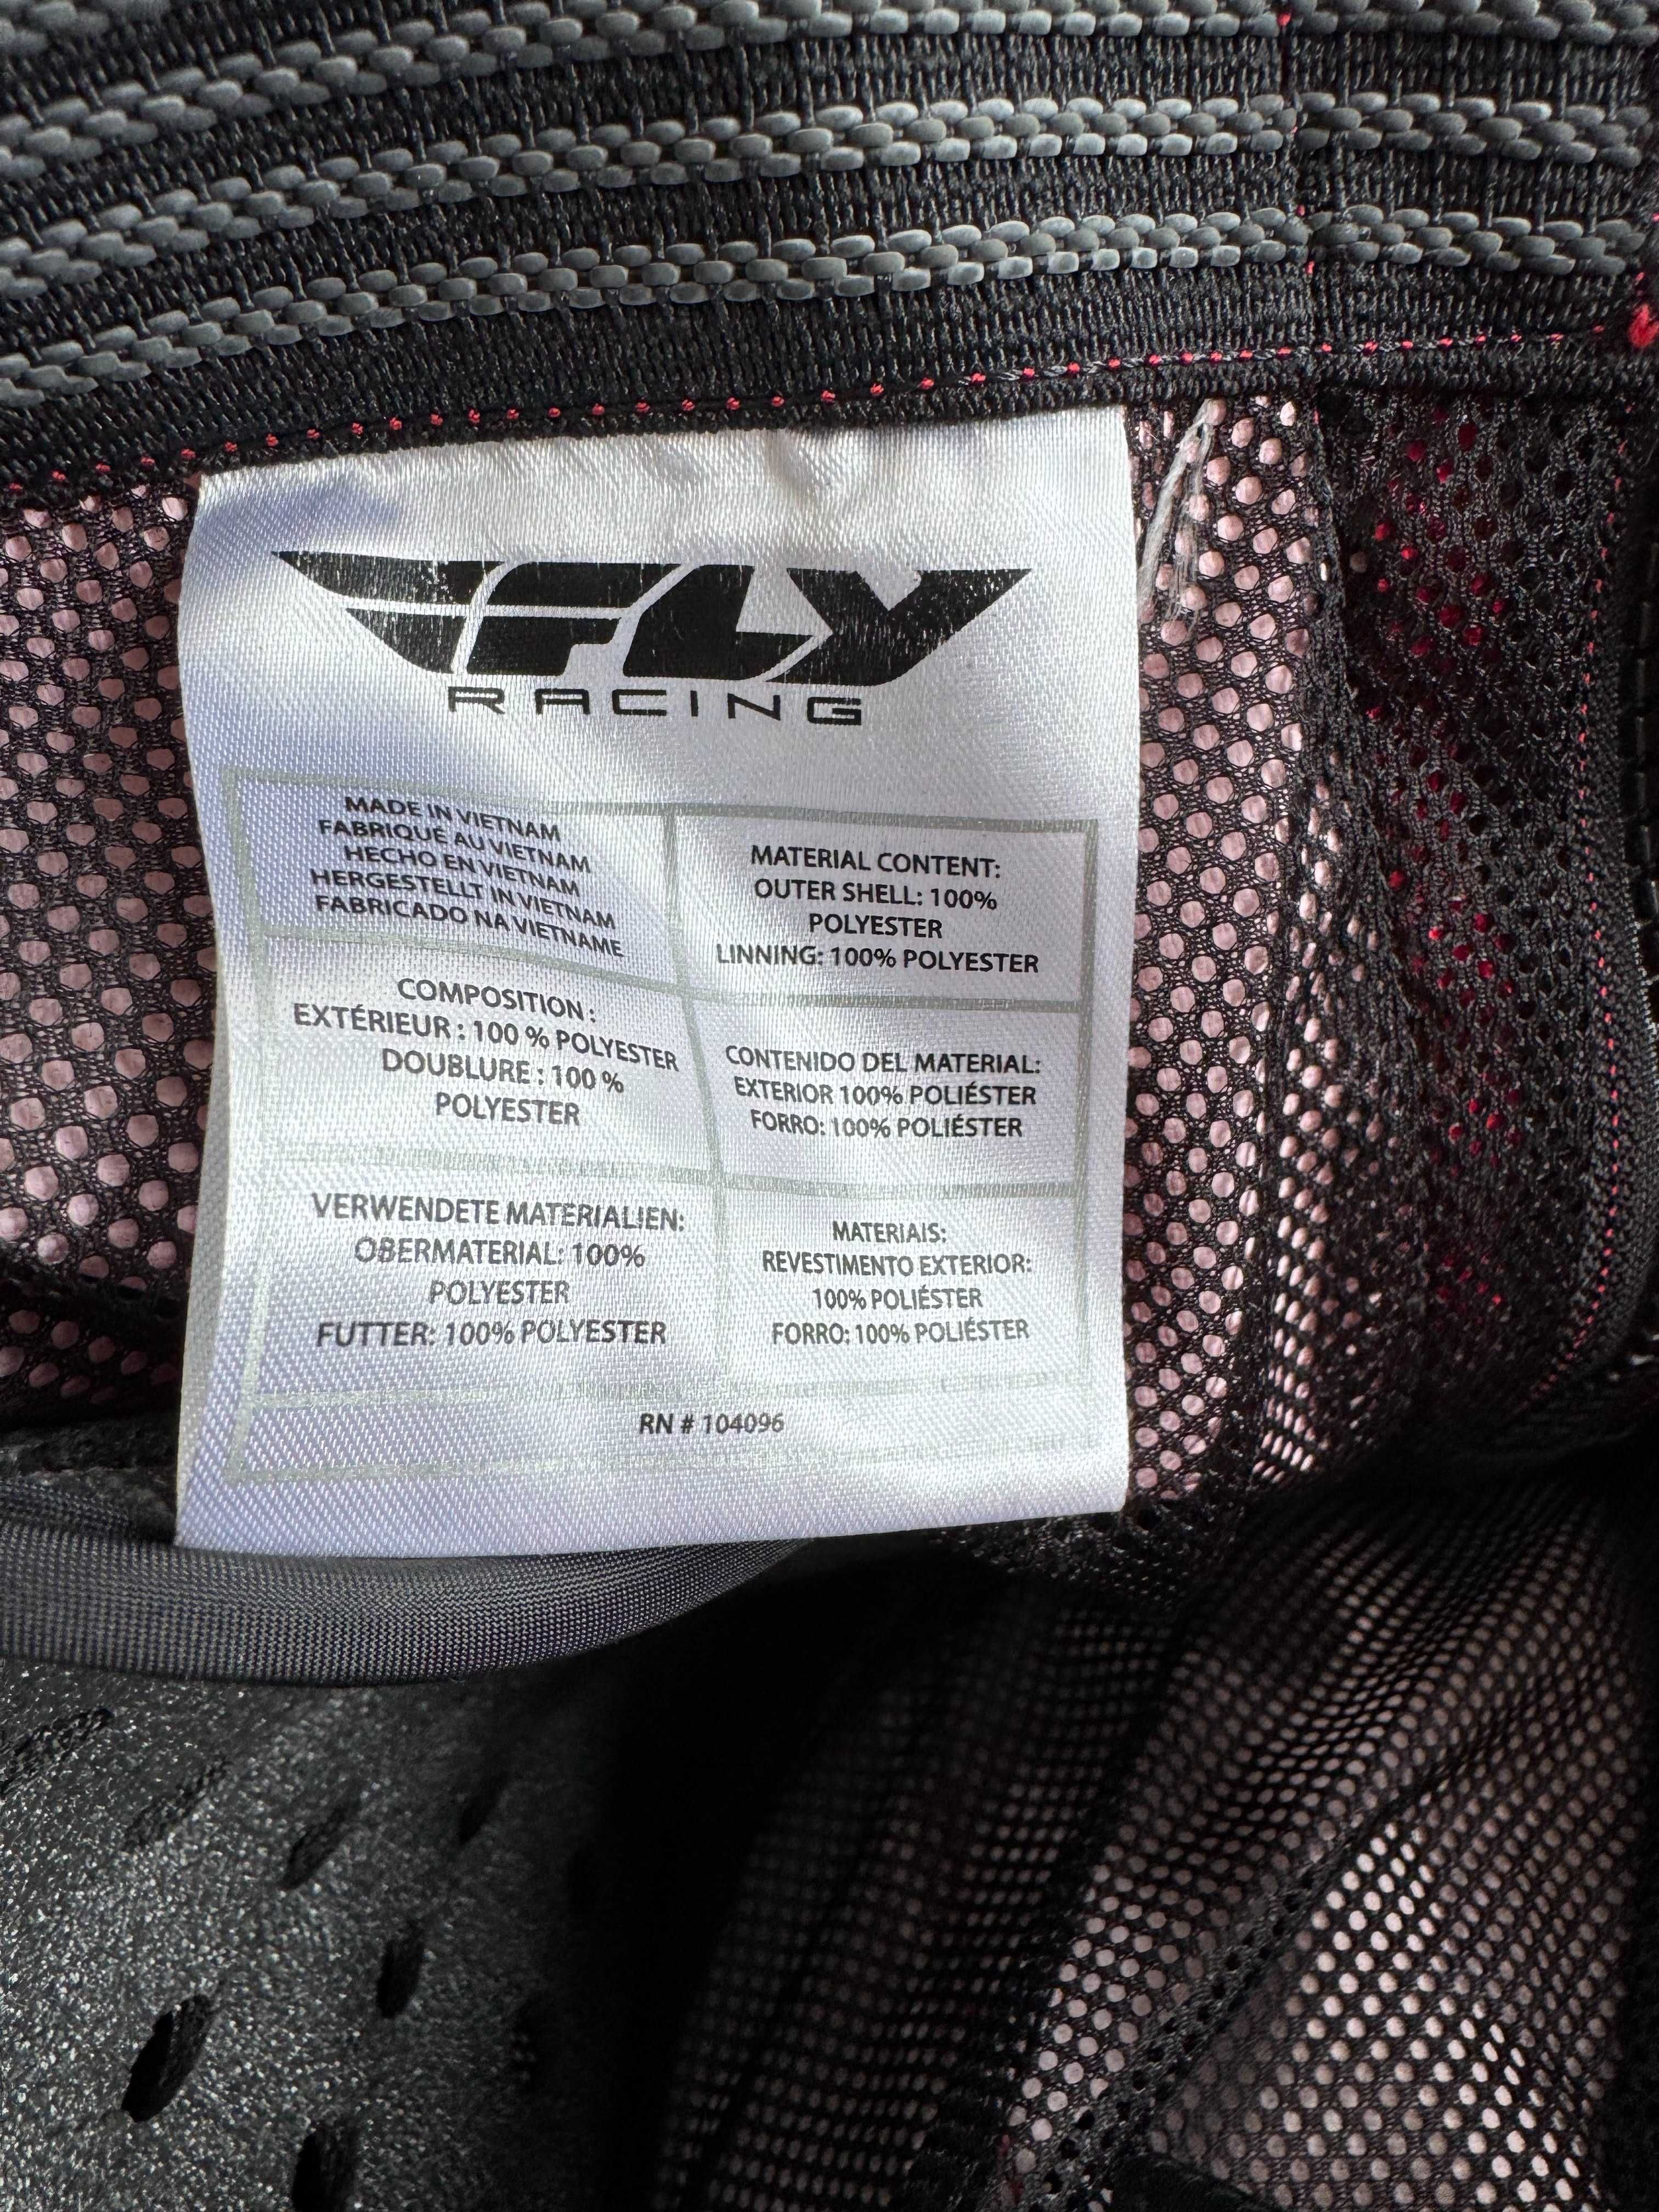 FLY
RACING
MADE IN VIETNAM
FABRIQUE AU VIETNAM
HECHO EN VIETNAM
HERGESTELLT IN VIETNAM
FABRICADO NA VIETNAME
MATERIAL CONTENT:
OUTER SHELL: 100%
POLYESTER
LINNING: 100% POLYESTER
COMPOSITION :
EXTÉRIEUR : 100 % POLYESTER
DOUBLURE : 100 %
POLYESTER
CONTENIDO DEL MATERIAL:
EXTERIOR 100% POLIÉSTER
FORRO: 100% POLIÉSTER
VERWENDETE MATERIALIEN:
OBERMATERIAL: 100%
POLYESTER
FUTTER: 100% POLYESTER
MATERIAIS:
REVESTIMENTO EXTERIOR:
100% POLIÉSTER
FORRO: 100% POLIÉSTER
RN # 104096